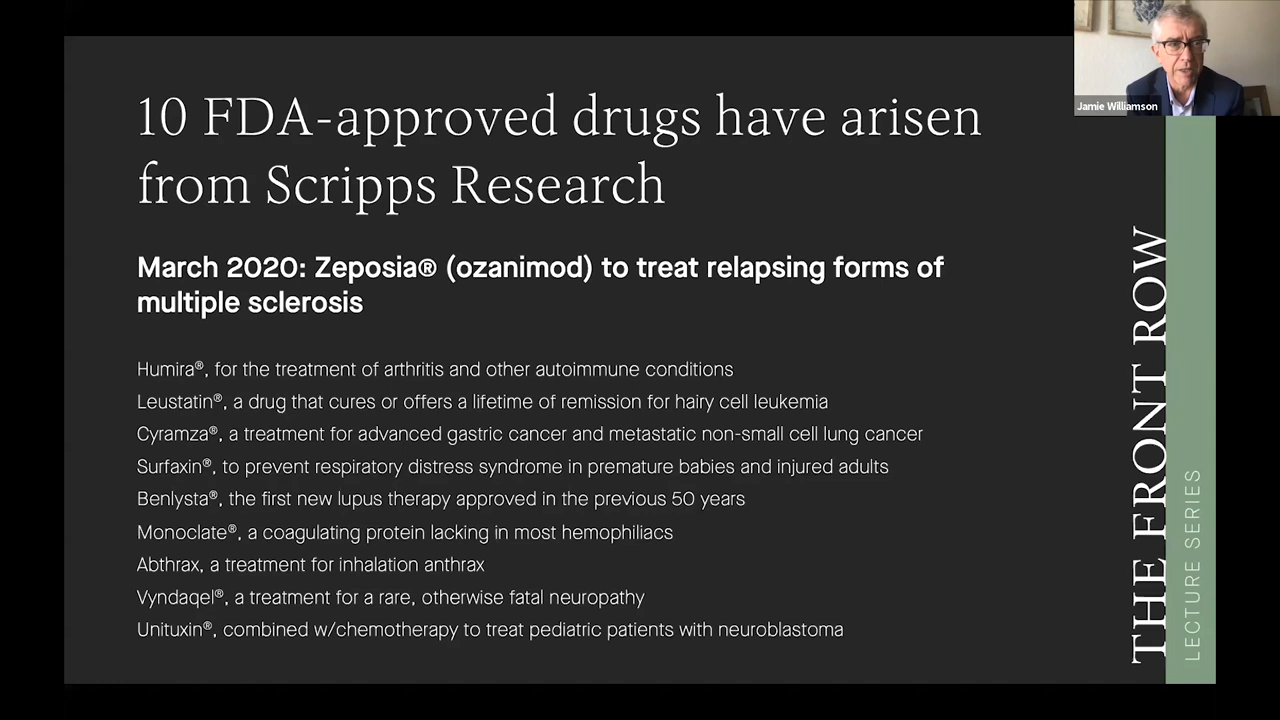 10 FDA-approved drugs have arisen
from Scripps Research
March 2020: Zeposia® (ozanimod) to treat relapsing forms of
multiple sclerosis
Humira®, for the treatment of arthritis and other autoimmune conditions
Leustatin®, a drug that cures or offers a lifetime of remission for hairy cell leukemia
Cyramza®, a treatment for advanced gastric cancer and metastatic non-small cell lung cancer
Surfaxin®, to prevent respiratory distress syndrome in premature babies and injured adults
Benlysta®, the first new lupus therapy approved in the previous 50 years
Monoclate®, a coagulating protein lacking in most hemophiliacs
Abthrax, a treatment for inhalation anthrax
Vyndaqel®, a treatment for a rare, otherwise fatal neuropathy
Unituxin®, combined w/chemotherapy to treat pediatric patients with neuroblastoma
Jamie Williamson
THE FRONT ROW
LECTURE SERIES